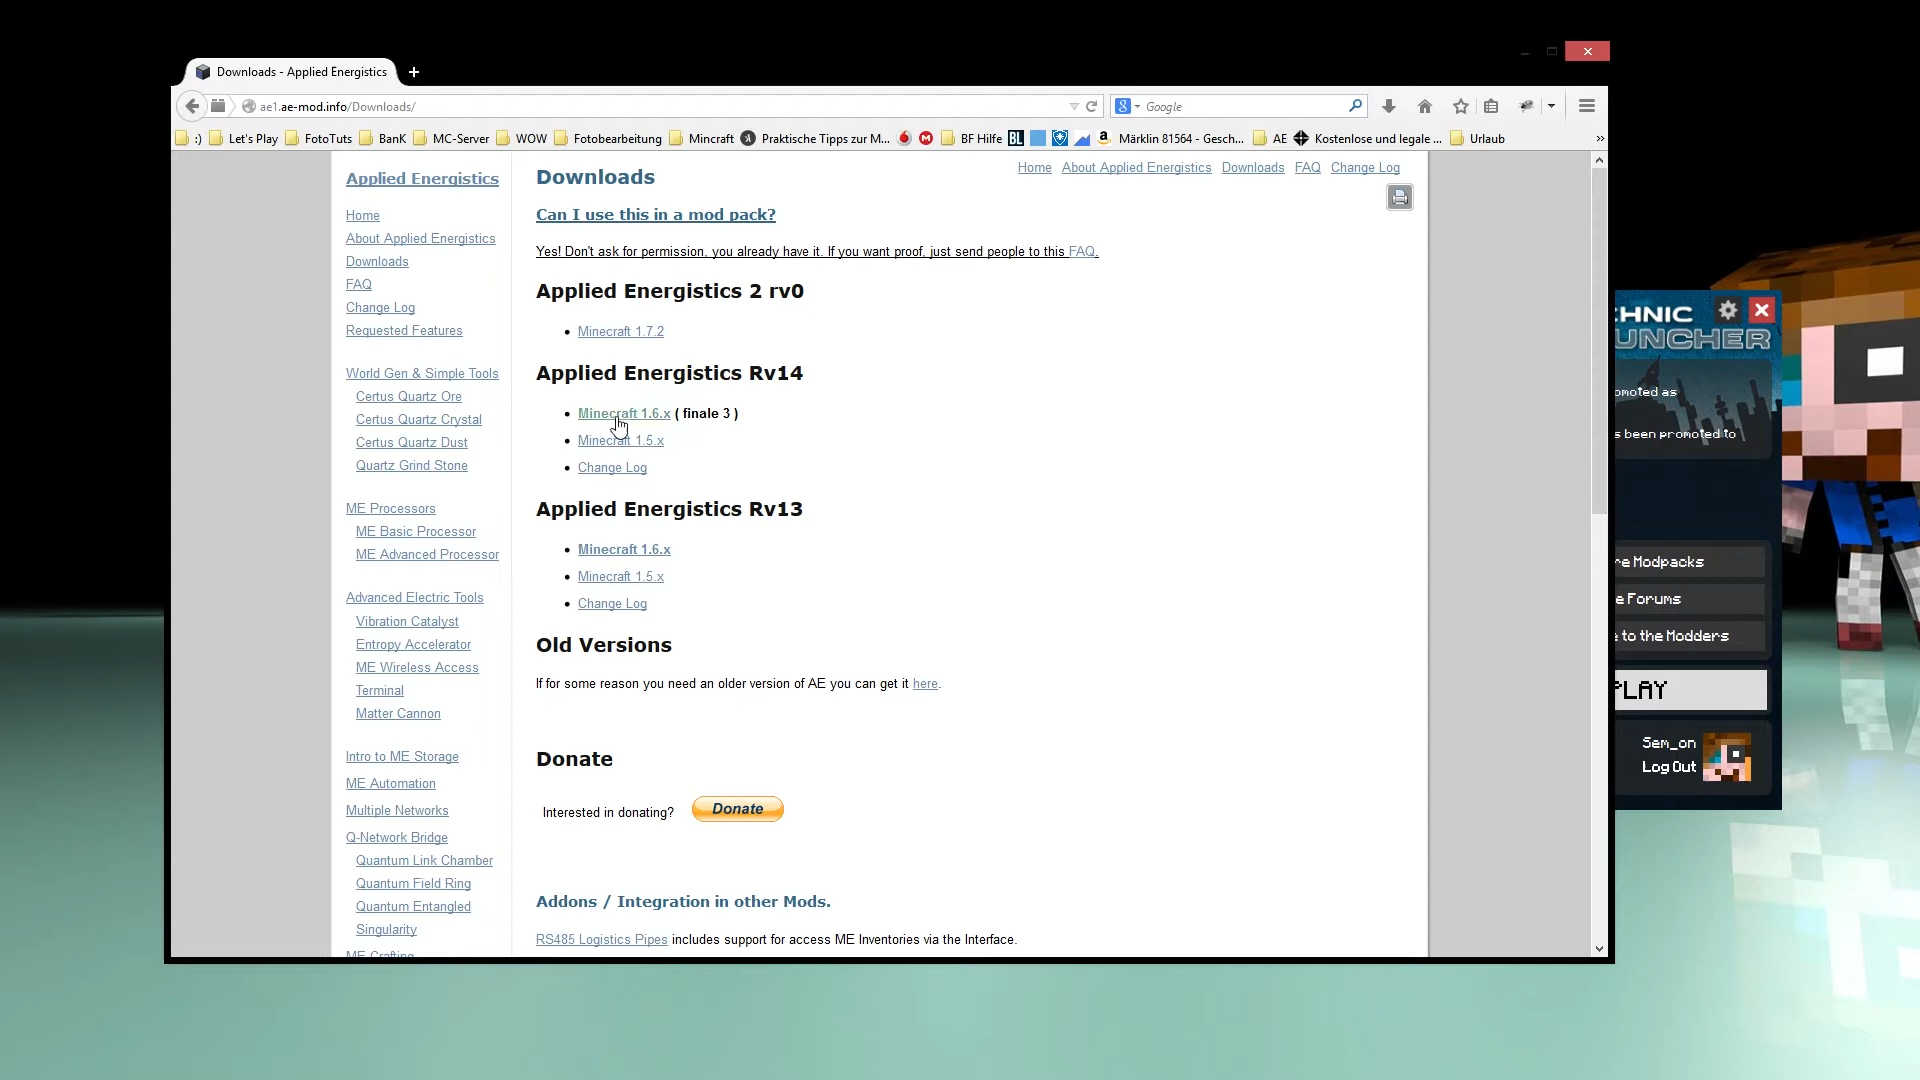 Downloads - Applied Energistics
ae1.ae-mod.info/Downloads/
Google
:) Let's Play FotoTuts BanK MC-Server WOW Fotobearbeitung Mincraft Praktische Tipps zur M... BF Hilfe BL Märklin 81564 - Gesch... AE Kostenlose und legale ... Urlaub »
Home About Applied Energistics Downloads FAQ Change Log
Applied Energistics
Home
About Applied Energistics
Downloads
FAQ
Change Log
Requested Features
World Gen & Simple Tools
Certus Quartz Ore
Certus Quartz Crystal
Certus Quartz Dust
Quartz Grind Stone
ME Processors
ME Basic Processor
ME Advanced Processor
Advanced Electric Tools
Vibration Catalyst
Entropy Accelerator
ME Wireless Access
Terminal
Matter Cannon
Intro to ME Storage
ME Automation
Multiple Networks
Q-Network Bridge
Quantum Link Chamber
Quantum Field Ring
Quantum Entangled
Singularity
ME Crafting
Downloads
Can I use this in a mod pack?
Yes! Don't ask for permission, you already have it. If you want proof, just send people to this FAQ.
Applied Energistics 2 rv0
Minecraft 1.7.2
Applied Energistics Rv14
Minecraft 1.6.x ( finale 3 )
Minecraft 1.5.x
Change Log
Applied Energistics Rv13
Minecraft 1.6.x
Minecraft 1.5.x
Change Log
Old Versions
If for some reason you need an older version of AE you can get it here.
Donate
Interested in donating? Donate
Addons / Integration in other Mods.
RS485 Logistics Pipes includes support for access ME Inventories via the Interface.
CHNIC
UNCHER
omoted as
s been promoted to
re Modpacks
e Forums
e to the Modders
PLAY
Sem_on
Log Out